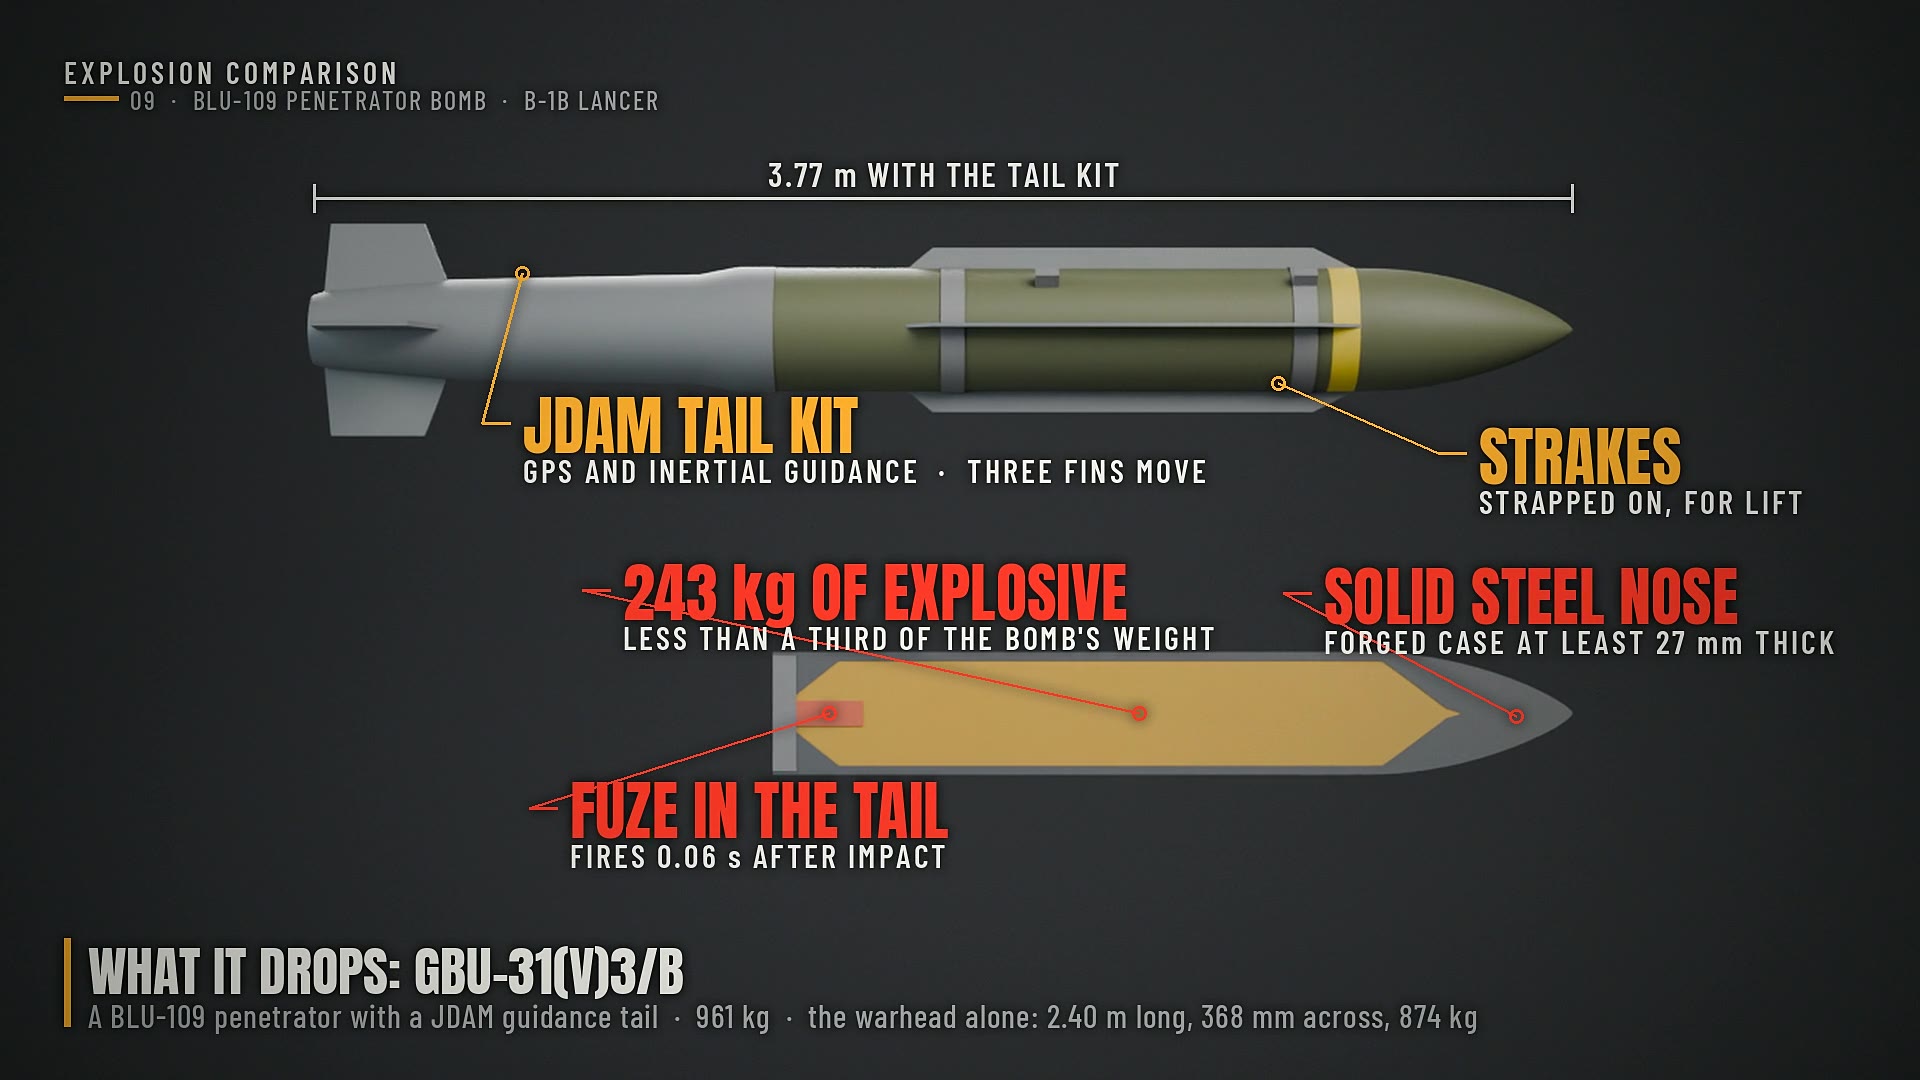 EXPLOSION COMPARISON
09 · BLU-109 PENETRATOR BOMB · B-1B LANCER
3.77 m WITH THE TAIL KIT
JDAM TAIL KIT
GPS AND INERTIAL GUIDANCE · THREE FINS MOVE
STRAKES
STRAPPED ON, FOR LIFT
243 kg OF EXPLOSIVE
LESS THAN A THIRD OF THE BOMB'S WEIGHT
SOLID STEEL NOSE
FORGED CASE AT LEAST 27 mm THICK
FUZE IN THE TAIL
FIRES 0.06 s AFTER IMPACT
WHAT IT DROPS: GBU-31(V)3/B
A BLU-109 penetrator with a JDAM guidance tail · 961 kg · the warhead alone: 2.40 m long, 368 mm across, 874 kg